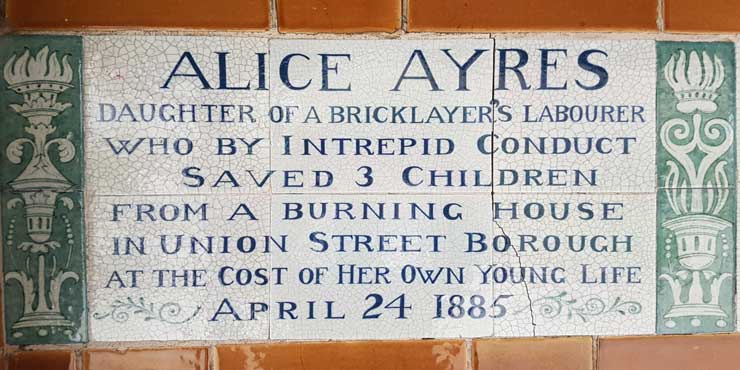 ALICE AYRES
DAUGHTER OF A BRICKLAYER'S LABOURER
WHO BY INTREPID CONDUCT
SAVED 3 CHILDREN
FROM A BURNING HOUSE
IN UNION STREET BOROUGH
AT THE COST OF HER OWN YOUNG LIFE
APRIL 24 1885